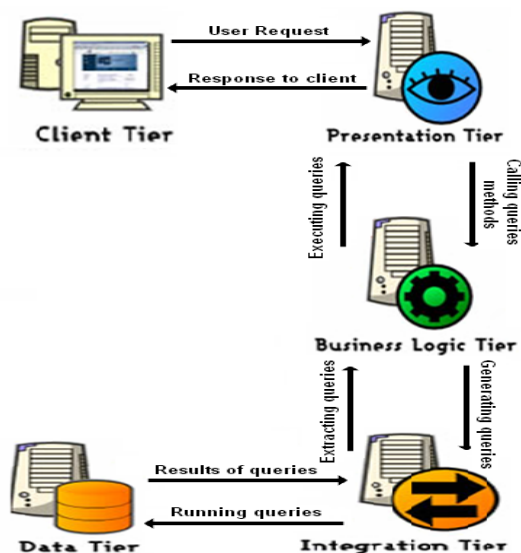 User Request
Response to client
Client Tier
Presentation Tier
Executing queries
Calling queries
methods
Business Logic Tier
Extracting queries
Generating queries
Results of queries
Running queries
Data Tier
Integration Tier